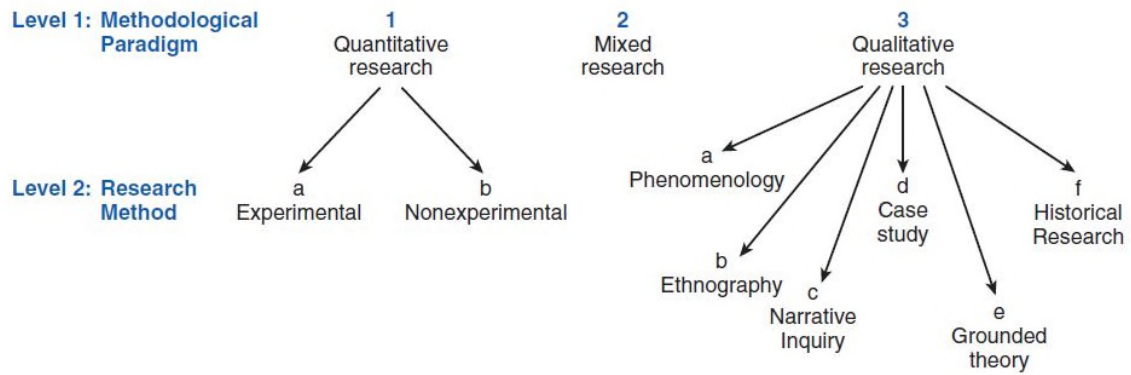 Level 1: Methodological Paradigm
1
Quantitative
research
2
Mixed
research
3
Qualitative
research
Level 2: Research Method
a
Experimental
b
Nonexperimental
a
Phenomenology
b
Ethnography
c
Narrative
Inquiry
d
Case
study
e
Grounded
theory
f
Historical
Research